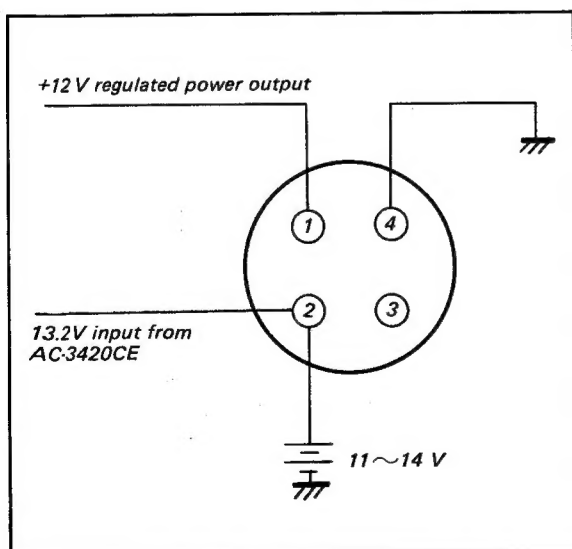 +12 V regulated power output
1
4
2
3
13.2V input from
AC-3420CE
11～14 V